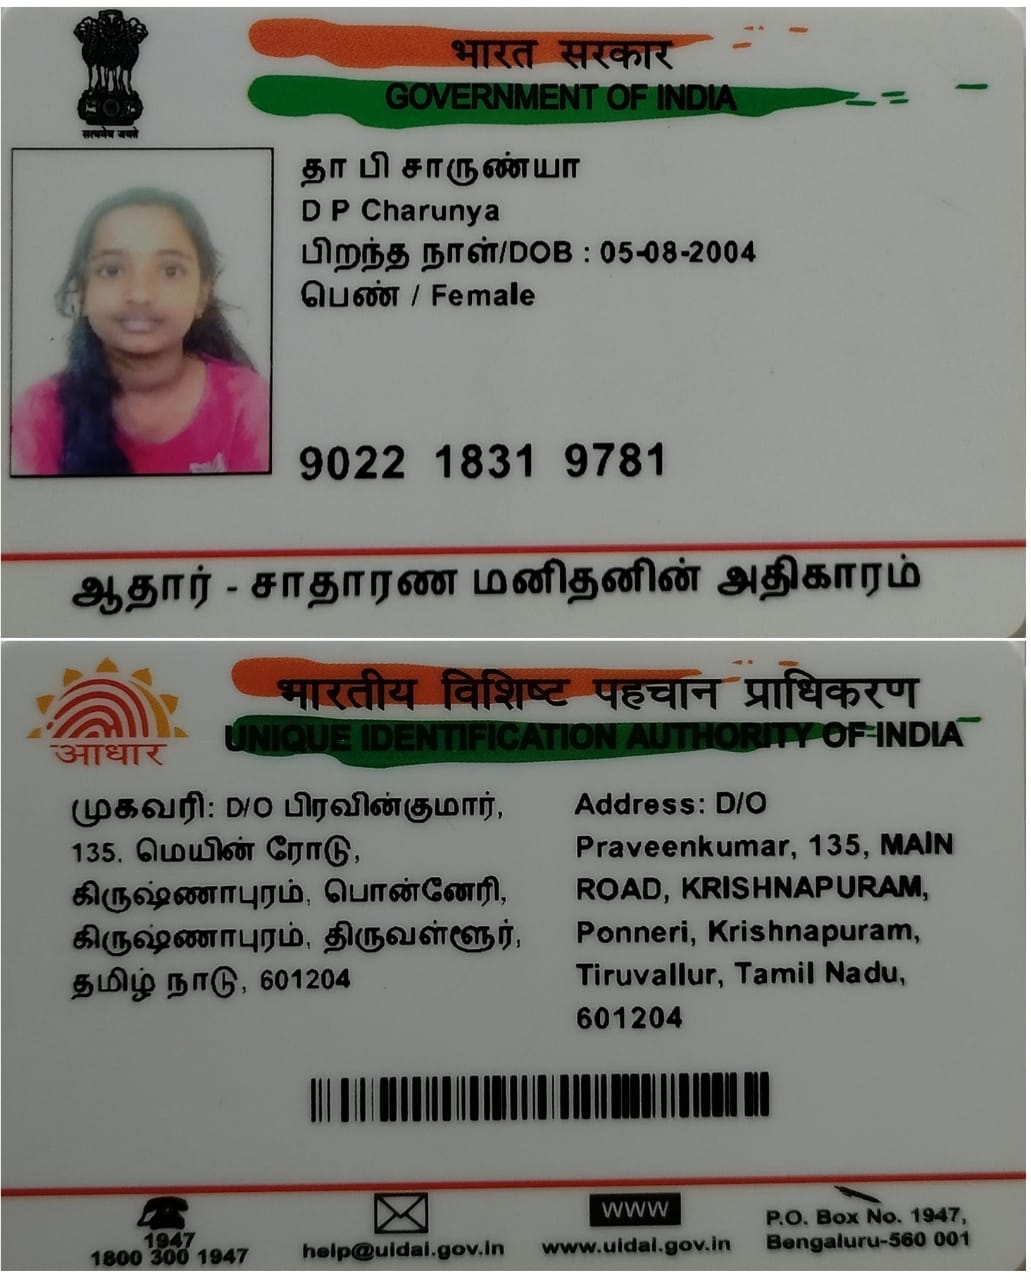 भारत सरकार
GOVERNMENT OF INDIA
सत्यमेव जयते
தா பி சாருண்யா
D P Charunya
பிறந்த நாள்/DOB : 05-08-2004
பெண் / Female
9022 1831 9781
ஆதார் - சாதாரண மனிதனின் அதிகாரம்
भारतीय विशिष्ट पहचान प्राधिकरण
UNIQUE IDENTIFICATION AUTHORITY OF INDIA
आधार
முகவரி: D/O பிரவின்குமார்,
135, மெயின் ரோடு,
கிருஷ்ணாபுரம், பொன்னேரி,
கிருஷ்ணாபுரம், திருவள்ளூர்,
தமிழ் நாடு, 601204
Address: D/O
Praveenkumar, 135, MAIN
ROAD, KRISHNAPURAM,
Ponneri, Krishnapuram,
Tiruvallur, Tamil Nadu,
601204
1947
1800 300 1947
help@uidai.gov.in
www
www.uidai.gov.in
P.O. Box No. 1947,
Bengaluru-560 001